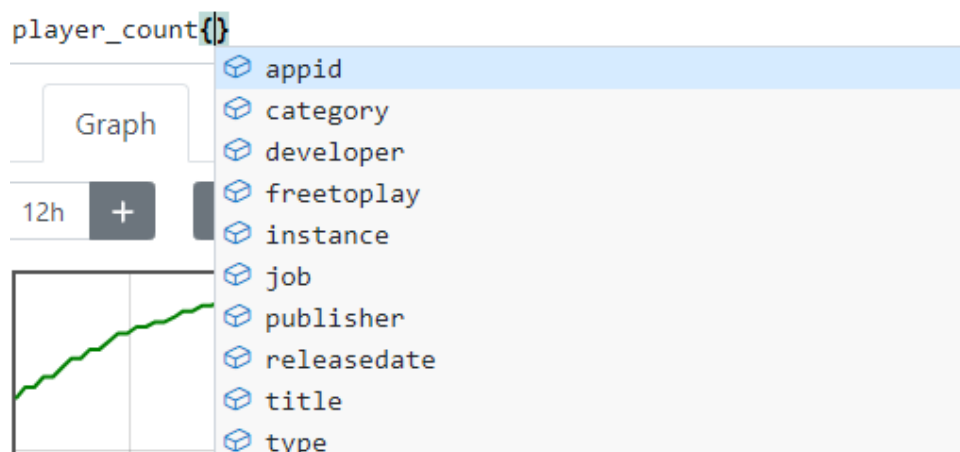 player_count{}
appid
category
Graph
developer
freetoplay
12h +
instance
job
publisher
releasedate
title
type